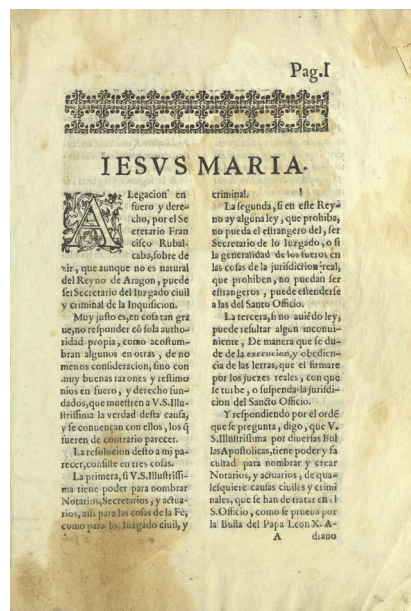 Pag.I
IESVS MARIA.
ALegacion en
fuero y dere-
cho, por el Se
cretario Fran
cisco Rubal-
caba, sobre de
zir, que aunque no es natural
del Reyno de Aragon, puede
ser Secretario del Iuzgado ciuil
y criminal de la Inquisicion.
Muy justo es, en cosa tan gra
ue, no responder cõ sola autho-
ridad propia, como acostum-
bran algunos en otras, de no
menos consideracion, sino con
muy buenas razones y testimo
nios en fuero, y derecho fun-
dados, que muestren a V.S.Illu-
strissima la verdad desta causa,
y se conuençan con ellos, los q̃
fueren de contrario parecer.
La resolucion desto a mi pa-
recer, consiste en tres cosas.
La primera, si V.S.Illustrissi-
ma tiene poder para nombrar
Notarios, Secretarios, y actua-
rios, assi para las cosas de la Fè,
como para lo Iuzgado ciuil, y
criminal.
La segunda, si en este Rey-
no ay alguna ley, que prohiba,
no pueda el estrangero del, ser
Secretario de lo Iuzgado, o si
la generalidad de los fueros en
las cosas de la jurisdiction real,
que prohiben, no puedan ser
estrangeros, puede estenderse
a las del Santo Officio.
La tercera, si no auiẽdo ley,
puede resultar algun inconui-
niente, De manera que se du-
de de la execucion, y obedien-
cia de las letras, que el firmare
por los juezes reales, con que
se turbe, o suspenda la jurisdi-
cion del Sancto Officio.
Y respondiendo por el ordẽ
que se pregunta, digo, que V.
S.Illustrissima por diuersas Bul
las Apostolicas, tiene poder y fa
cultad para nombrar y crear
Notarios, y actuarios, de qua-
lesquiere causas ciuiles y crimi
nales, que se han de tratar en el
S.Officio, como se prueua por
la Bulla del Papa Leon X. A-
A diano